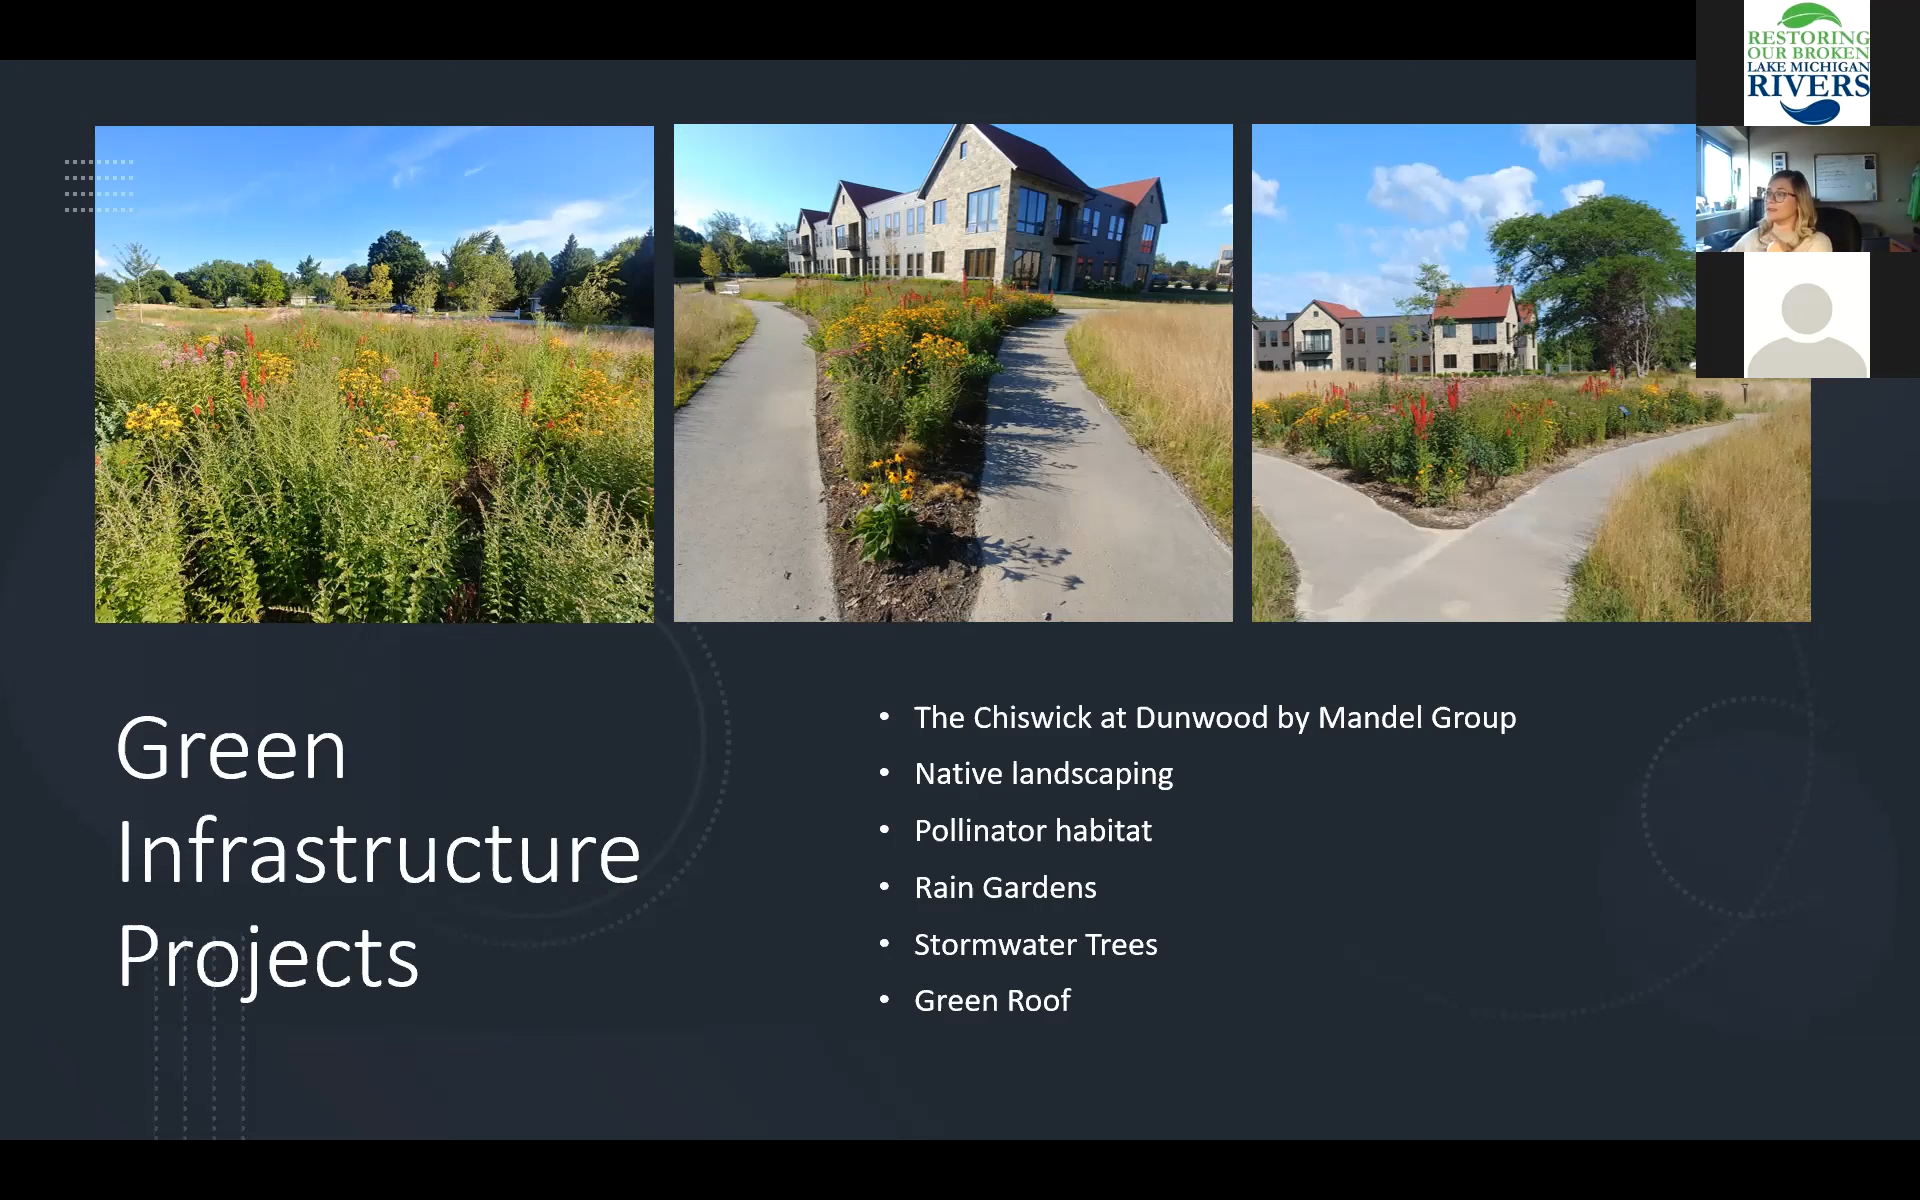 RESTORING
OUR BROKEN
LAKE MICHIGAN
RIVERS
Green
Infrastructure
Projects
• The Chiswick at Dunwood by Mandel Group
• Native landscaping
• Pollinator habitat
• Rain Gardens
• Stormwater Trees
• Green Roof